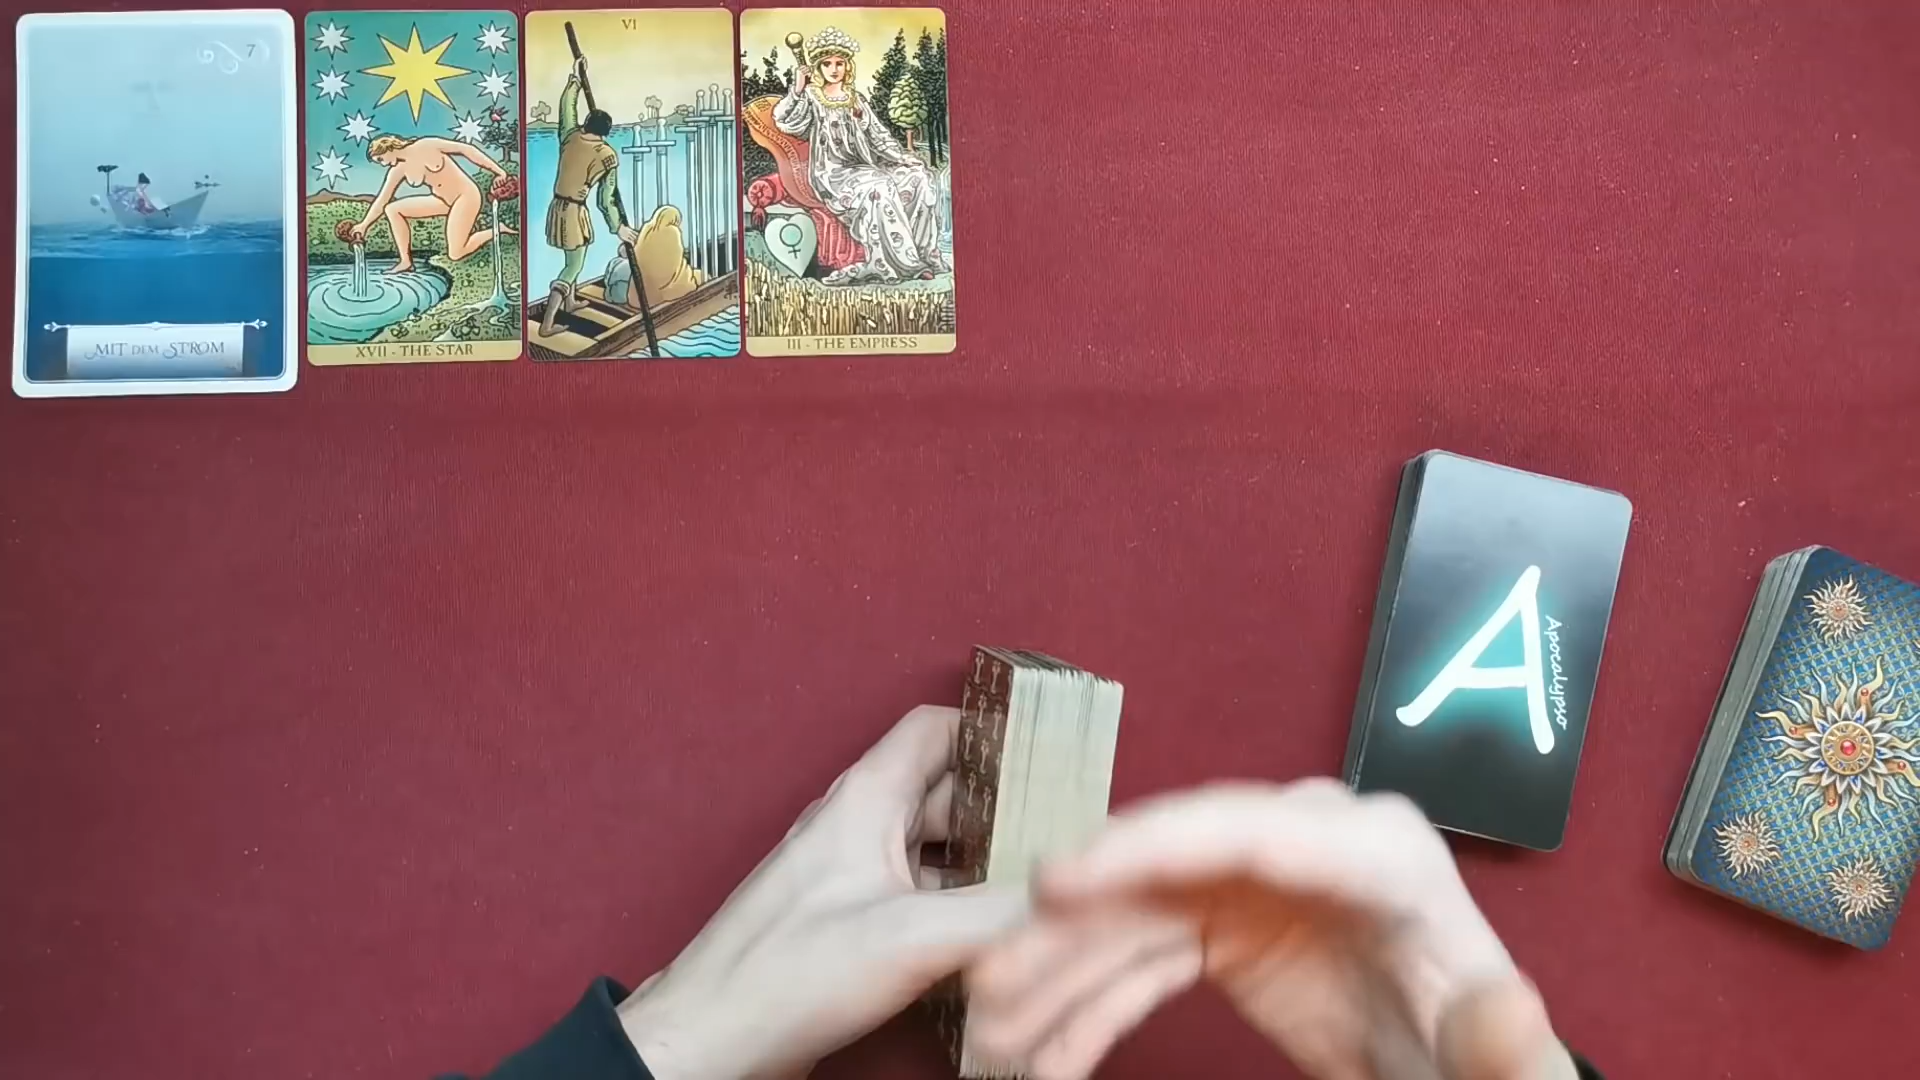 7
MIT DEM STROM
XVII - THE STAR
VI
III - THE EMPRESS
A
Apocalypso